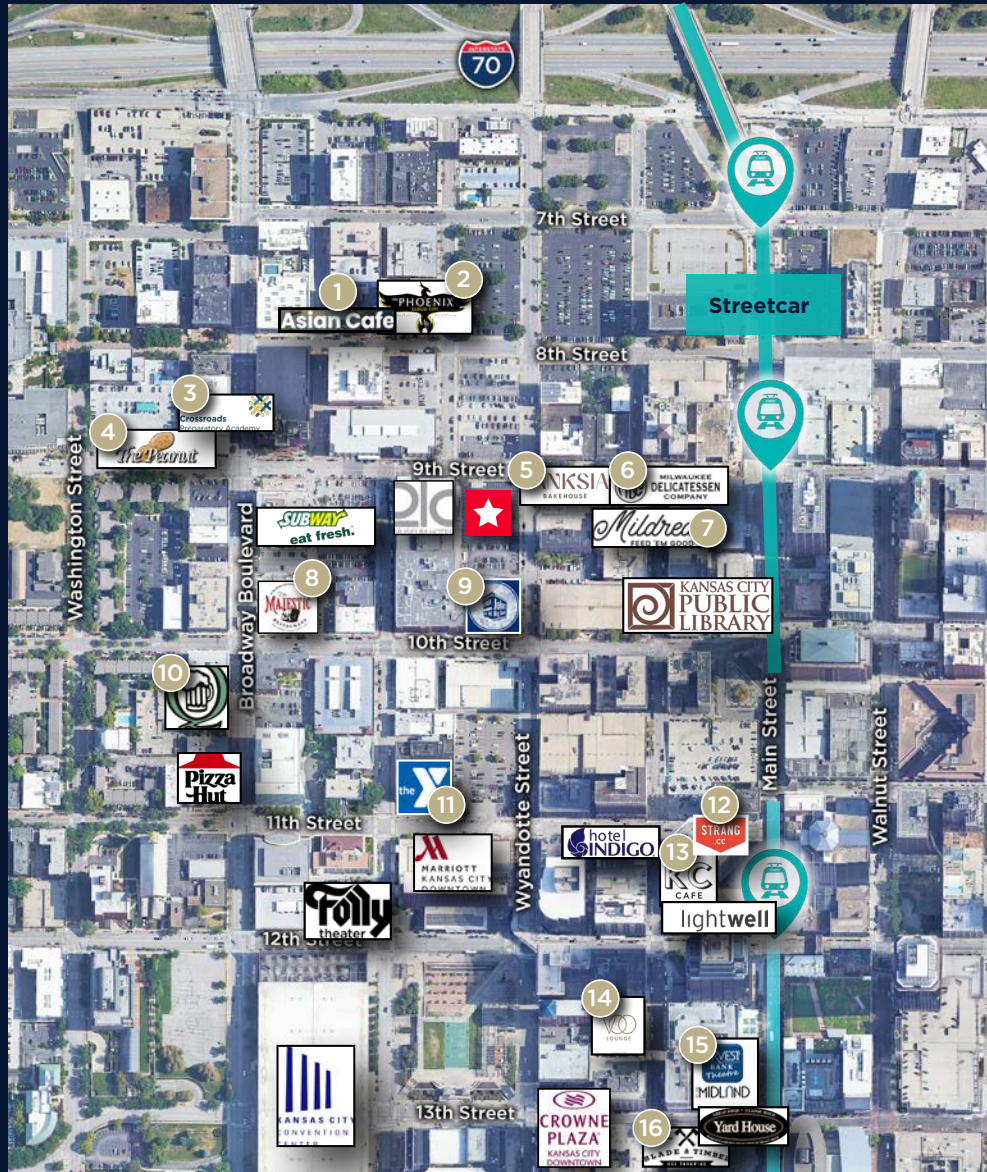 INTERSTATE
70
7th Street
2
1
PHOENIX
Asian Cafe
Streetcar
8th Street
3
Crossroads
Preparatory Academy
4
The Peanut
9th Street
5
6
BAKEHOUSE
MILWAUKEE
DELICATESSEN
COMPANY
7
FEED 'EM GOOD
SUBWAY
eat fresh.
Washington Street
Broadway Boulevard
8
MAJESTIC
9
KANSAS CITY
PUBLIC
LIBRARY
10th Street
10
Pizza
Hut
the Y
11
11th Street
Wyandotte Street
Main Street
Walnut Street
12
STRANG
.CC
hotel
INDIGO
13
KC
CAFE
lightwell
MARRIOTT
KANSAS CITY
DOWNTOWN
Folly
theater
12th Street
14
LOUNGE
15
BANK
Theatre
MIDLAND
KANSAS CITY
CONVENTION
CENTER
13th Street
CROWNE
PLAZA
KANSAS CITY
DOWNTOWN
16
BLADE & TIMBER
AXE THROWING
Yard House